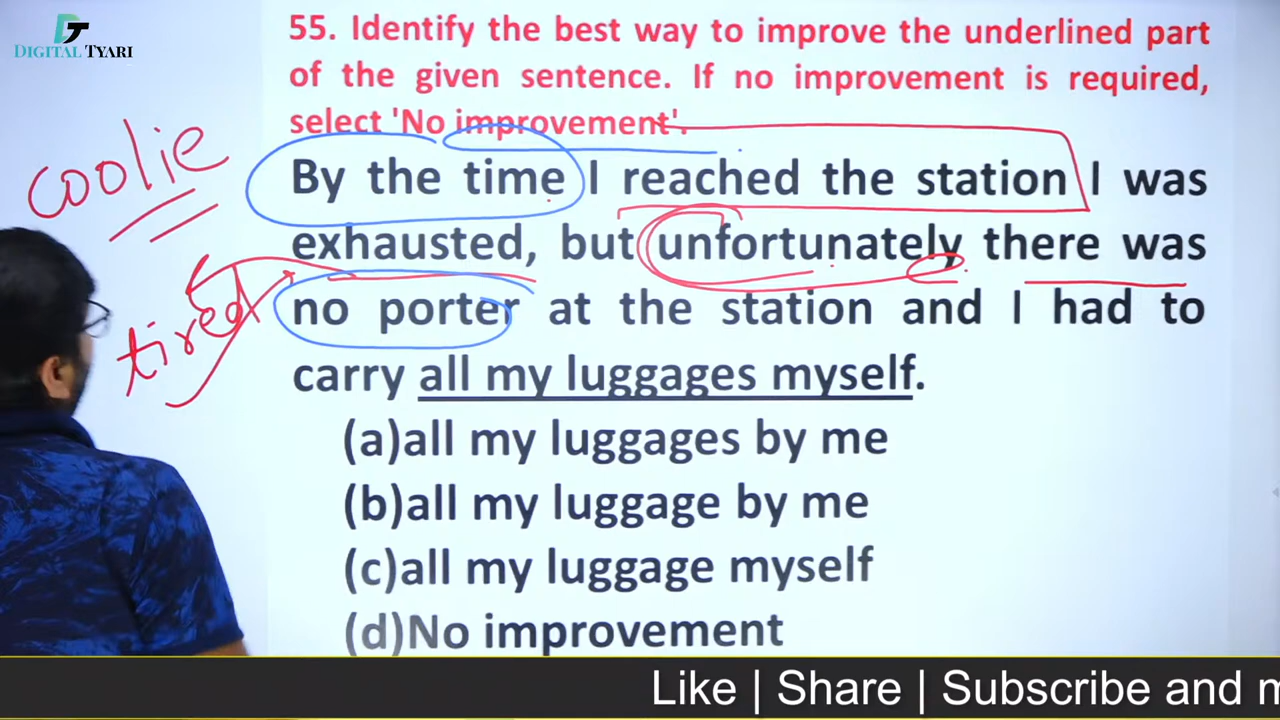 DT
DIGITAL TYARI
55. Identify the best way to improve the underlined part
of the given sentence. If no improvement is required,
select 'No improvement'.
coolie
By the time I reached the station I was
exhausted, but unfortunately there was
tired
no porter at the station and I had to
carry all my luggages myself.
(a)all my luggages by me
(b)all my luggage by me
(c)all my luggage myself
(d)No improvement
Like | Share | Subscribe and m